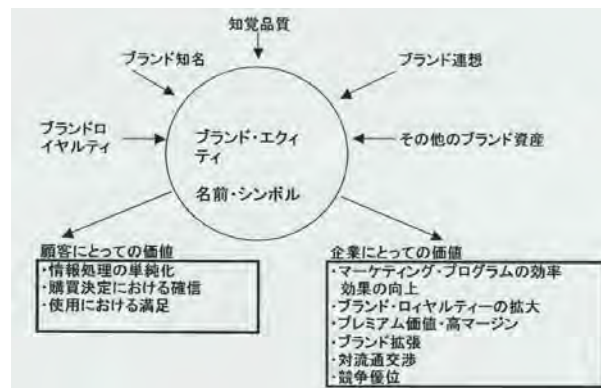 知覚品質
ブランド知名
ブランド連想
ブランドロ
イヤルティ
ブランド・エクィ
ティ
名前・シンボル
その他のブランド資産
顧客にとっての価値
・情報処理の単純化
・購買決定における確信
・使用における満足
企業にとっての価値
・マーケティング・プログラムの効率
効果の向上
・ブランド・ロィヤルティーの拡大
・プレミアム価値・高マージン
・ブランド拡張
・対流通交渉
・競争優位